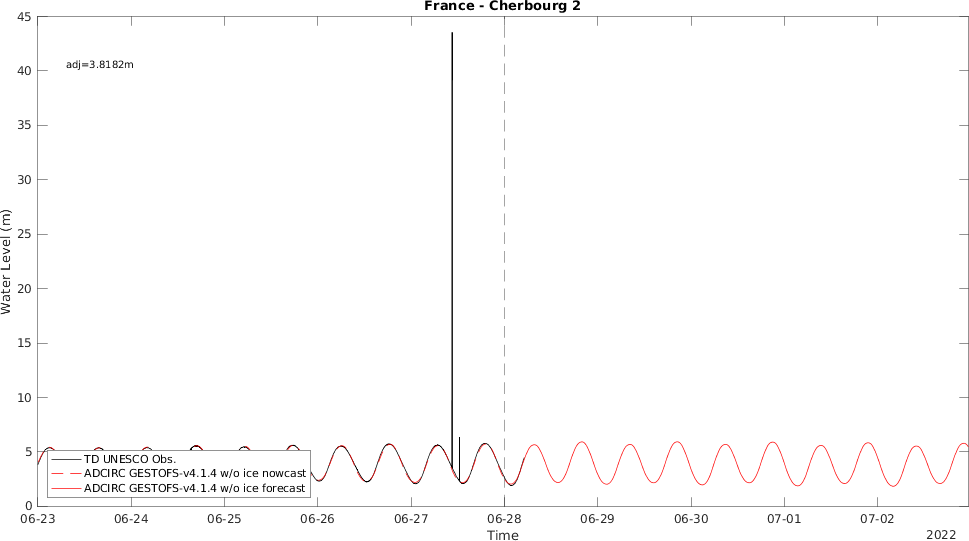 France - Cherbourg 2
45
40
35
30
25
20
15
10
5
0
adj=3.8182m
Water Level (m)
TD UNESCO Obs.
ADCIRC GESTOFS-v4.1.4 w/o ice nowcast
ADCIRC GESTOFS-v4.1.4 w/o ice forecast
06-23 06-24 06-25 06-26 06-27 06-28 06-29 06-30 07-01 07-02
Time
2022